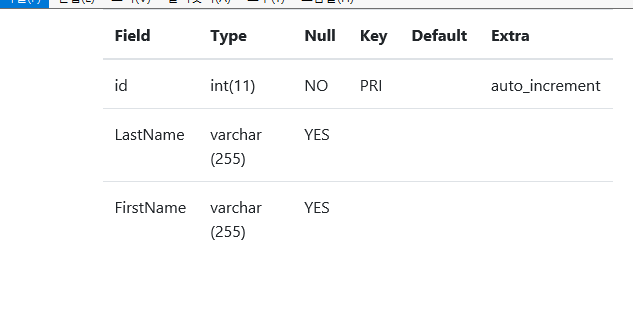 Field Type Null Key Default Extra
id int(11) NO PRI auto_increment
LastName varchar YES
(255)
FirstName varchar YES
(255)